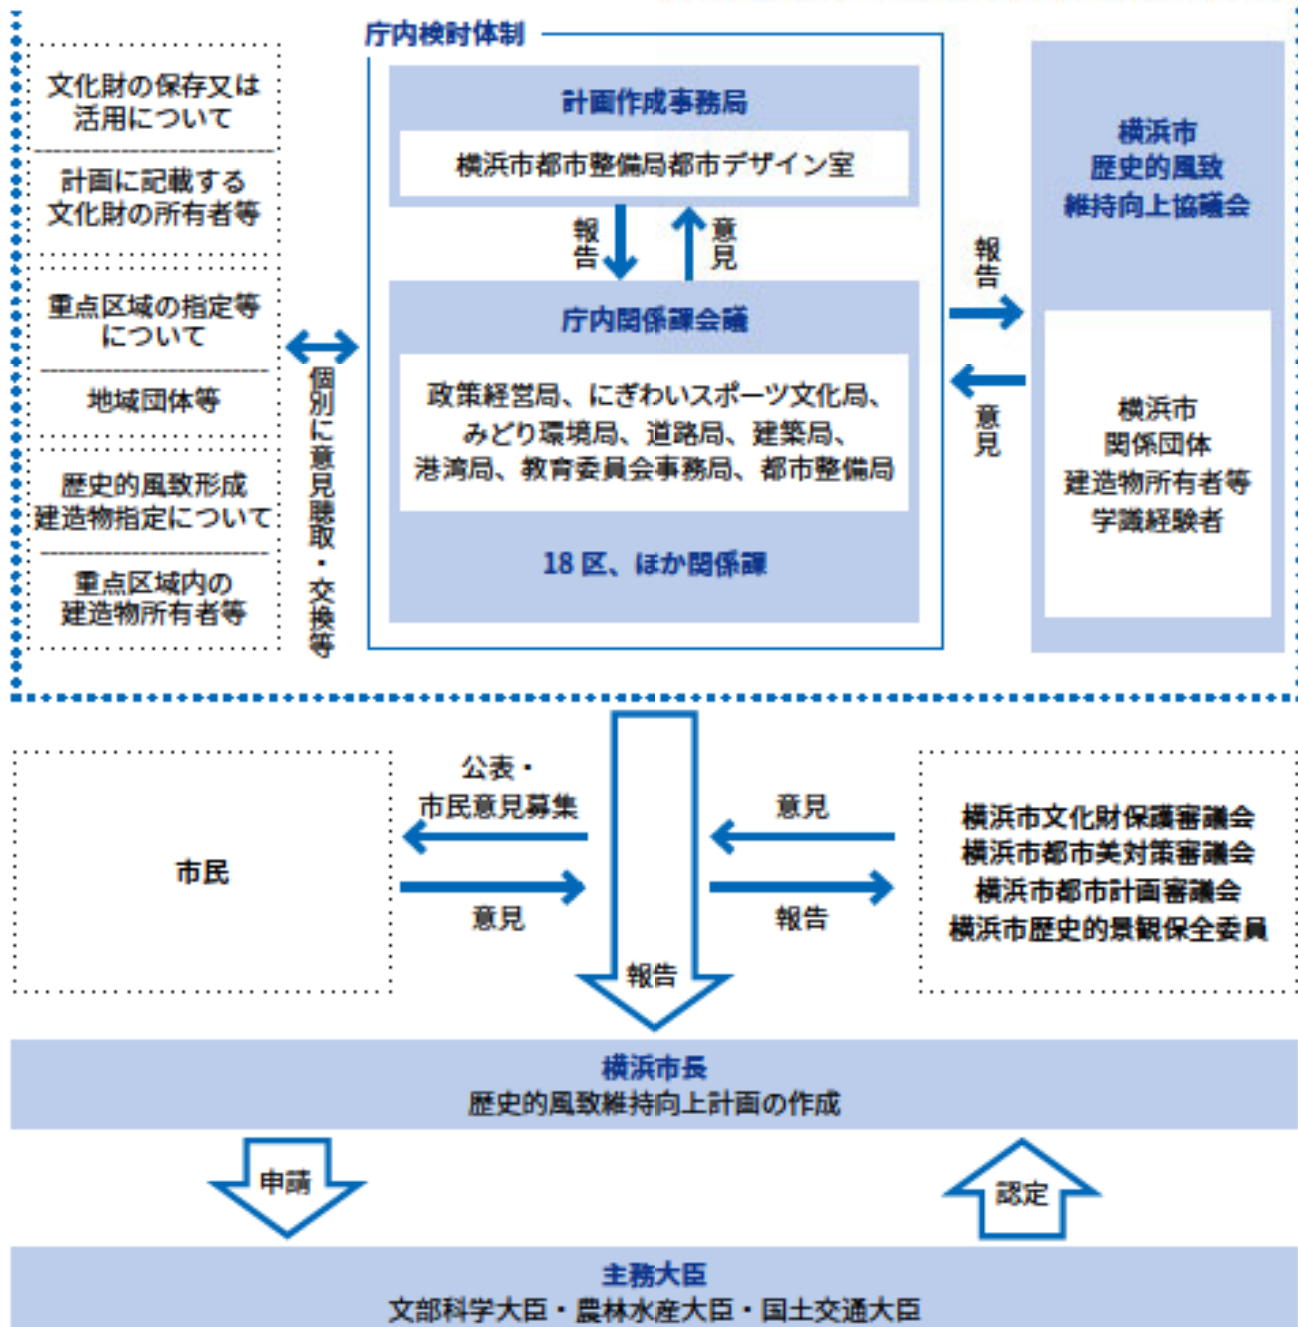 庁内検討体制
文化財の保存又は
活用について
計画に記載する
文化財の所有者等
重点区域の指定等
について
地域団体等
歴史的風致形成
建造物指定について
重点区域内の
建造物所有者等
個別に意見聴取・交換等
計画作成事務局
横浜市都市整備局都市デザイン室
報告
意見
庁内関係課会議
政策経営局、にぎわいスポーツ文化局、
みどり環境局、道路局、建築局、
港湾局、教育委員会事務局、都市整備局
18 区、ほか関係課
報告
意見
横浜市
歴史的風致
維持向上協議会
横浜市
関係団体
建造物所有者等
学識経験者
市民
公表・
市民意見募集
意見
報告
意見
報告
横浜市文化財保護審議会
横浜市都市美対策審議会
横浜市都市計画審議会
横浜市歴史的景観保全委員
横浜市長
歴史的風致維持向上計画の作成
申請
認定
主務大臣
文部科学大臣・農林水産大臣・国土交通大臣